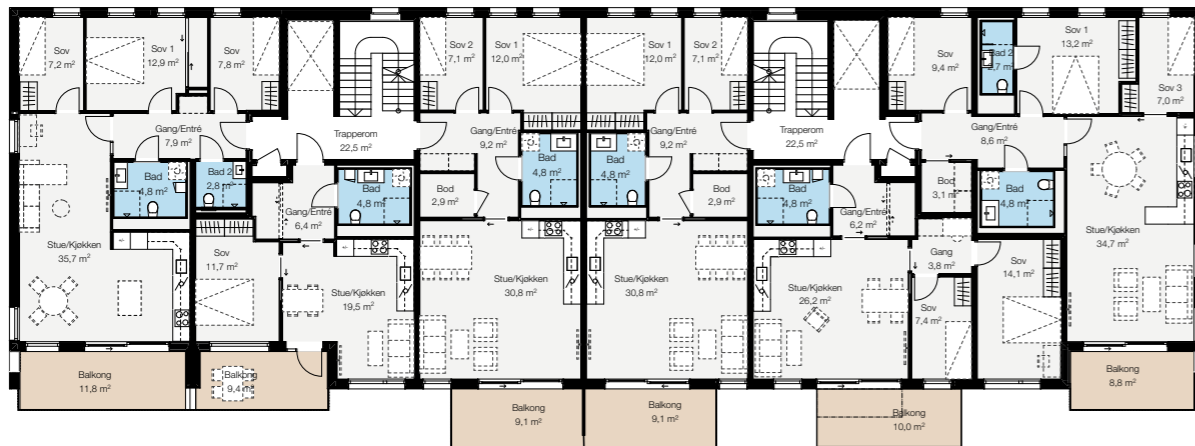 Sov
7,2 m²
Sov 1
12,9 m²
Sov
7,8 m²
Gang/Entré
7,9 m²
Bad
4,8 m²
Bad 2
2,8 m²
Stue/Kjøkken
35,7 m²
Balkong
11,8 m²
Trapperom
22,5 m²
Gang/Entré
6,4 m²
Bad
4,8 m²
Sov
11,7 m²
Stue/Kjøkken
19,5 m²
Balkong
9,4 m²
Sov 2
7,1 m²
Sov 1
12,0 m²
Gang/Entré
9,2 m²
Bad
4,8 m²
Bod
2,9 m²
Stue/Kjøkken
30,8 m²
Balkong
9,1 m²
Sov 1
12,0 m²
Sov 2
7,1 m²
Gang/Entré
9,2 m²
Bad
4,8 m²
Bod
2,9 m²
Stue/Kjøkken
30,8 m²
Balkong
9,1 m²
Trapperom
22,5 m²
Bad
4,8 m²
Gang/Entré
6,2 m²
Stue/Kjøkken
26,2 m²
Gang
3,8 m²
Sov
7,4 m²
Balkong
10,0 m²
Sov
9,4 m²
Bad 2
2,7 m²
Sov 1
13,2 m²
Sov 3
7,0 m²
Gang/Entré
8,6 m²
Bod
3,1 m²
Bad
4,8 m²
Sov
14,1 m²
Stue/Kjøkken
34,7 m²
Balkong
8,8 m²